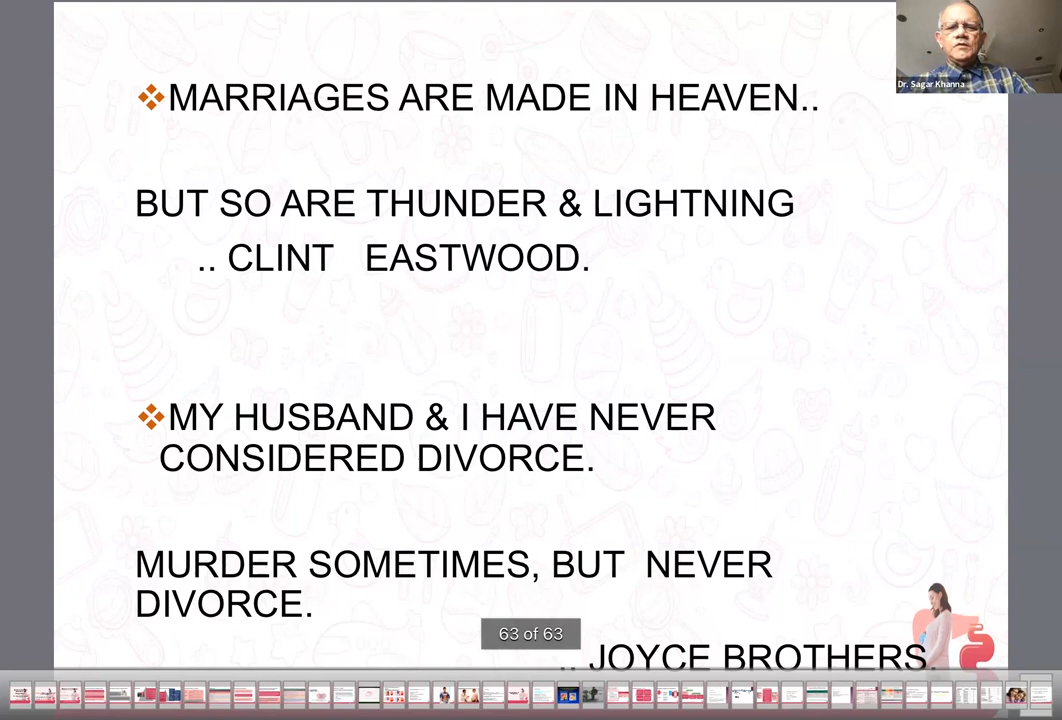 Dr. Sagar Khanna
❖MARRIAGES ARE MADE IN HEAVEN..
BUT SO ARE THUNDER & LIGHTNING
.. CLINT EASTWOOD.
❖MY HUSBAND & I HAVE NEVER
CONSIDERED DIVORCE.
MURDER SOMETIMES, BUT NEVER
DIVORCE.
63 of 63
.. JOYCE BROTHERS.